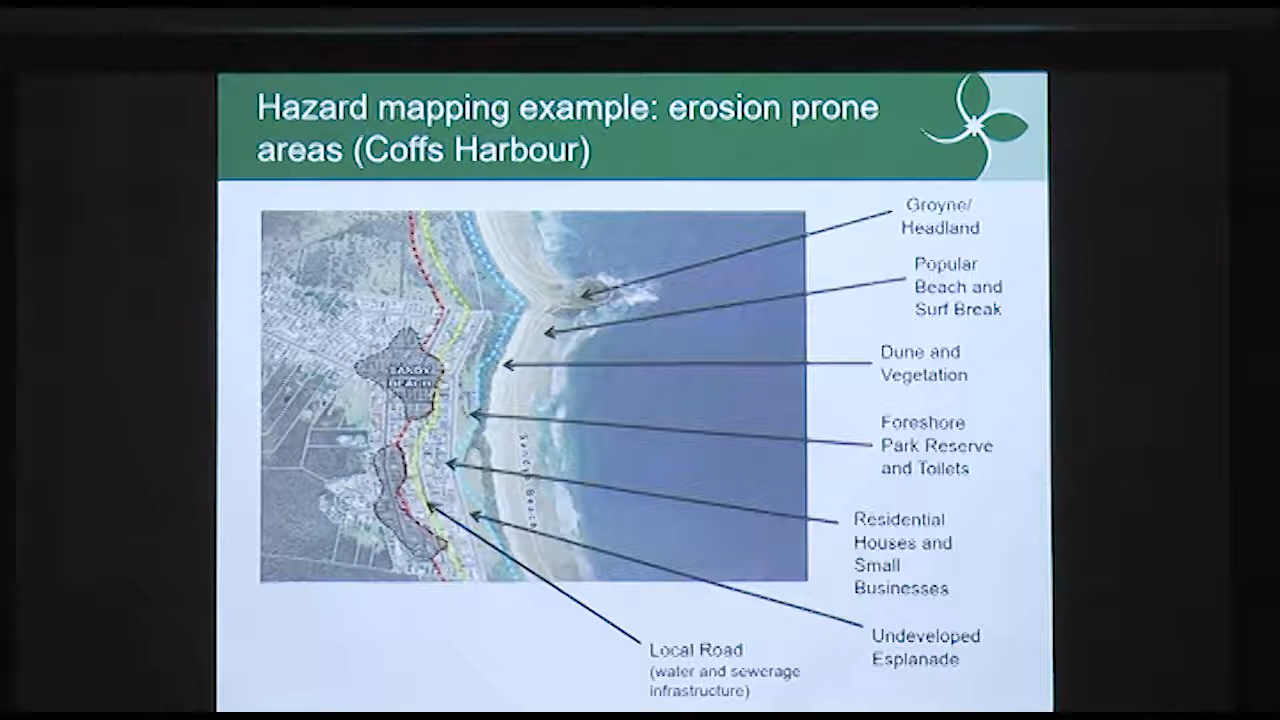 Hazard mapping example: erosion prone
areas (Coffs Harbour)
Groyne/
Headland
Popular
Beach and
Surf Break
Dune and
Vegetation
SANDY
BEACH
Foreshore
Park Reserve
and Toilets
Sandys Beach
Residential
Houses and
Small
Businesses
Undeveloped
Esplanade
Local Road
(water and sewerage
infrastructure)